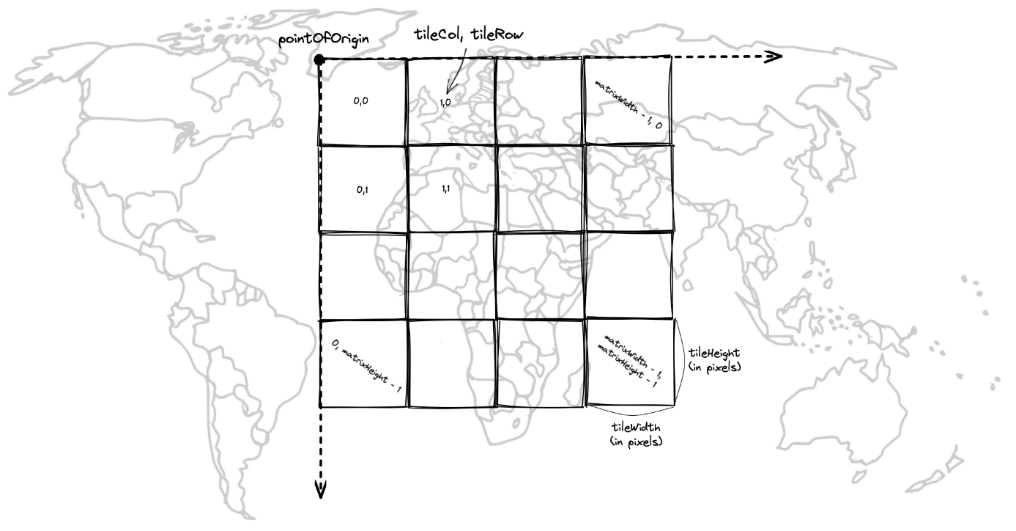 pointOfOrigin
tileCol, tileRow
0,0
1,0
matrixWidth - 1, 0
0,1
1,1
0, matrixHeight - 1
matrixWidth - 1,
matrixHeight - 1
tileHeight
(in pixels)
tileWidth
(in pixels)